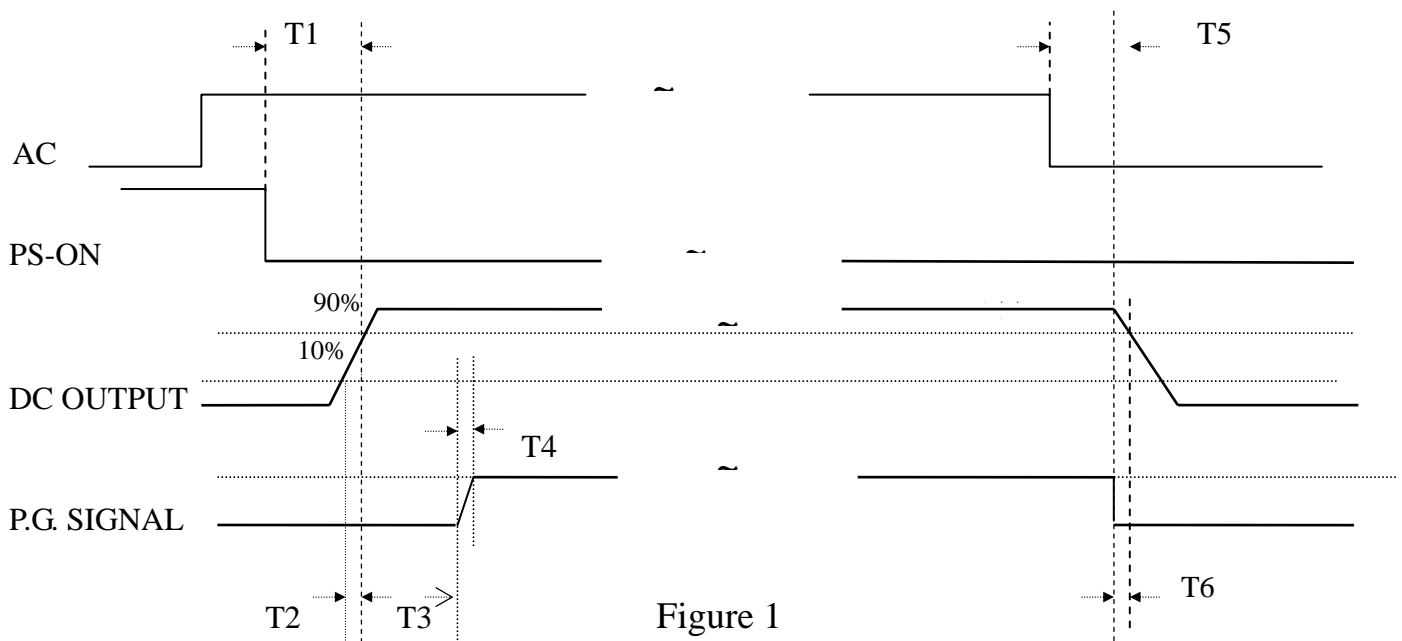 T1 T5
~
AC
PS-ON ~
90%
~
10%
DC OUTPUT
T4
~
P.G. SIGNAL
T2 T3 T6
Figure 1